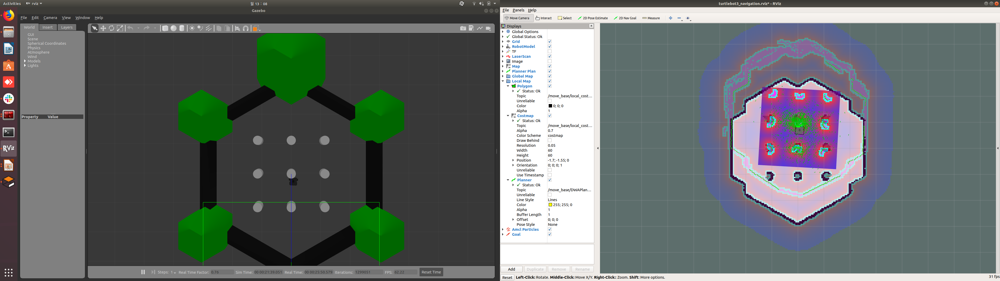 Activities RViz rviz
월 13 : 08
Gazebo
File Edit Camera View Window Help
World Insert Layers
GUI
Scene
Spherical Coordinates
Physics
Atmosphere
Wind
Models
Lights
Property Value
RViz
LOG
Steps: 1 Real Time Factor: 0.76 Sim Time: 00 00:21:39.051 Real Time: 00 00:25:50.579 Iterations: 1299051 FPS: 62.22 Reset Time
turtlebot3_navigation.rviz* - RViz
File Panels Help
Move Camera Interact Select 2D Pose Estimate 2D Nav Goal Measure
Displays
Global Options
Global Status: Ok
Grid
RobotModel
TF
LaserScan
Image
Map
Planner Plan
Global Map
Local Map
Polygon
Status: Ok
Topic /move_base/local_cost...
Unreliable
Color 0; 0; 0
Alpha 1
Costmap
Status: Ok
Topic /move_base/local_cost...
Alpha 0.7
Color Scheme costmap
Draw Behind
Resolution 0.05
Width 60
Height 60
Position -1.7; -1.55; 0
Orientation 0; 0; 0; 1
Unreliable
Use Timestamp
Planner
Status: Ok
Topic /move_base/DWAPlan...
Unreliable
Line Style Lines
Color 255; 255; 0
Alpha 1
Buffer Length 1
Offset 0; 0; 0
Pose Style None
Amcl Particles
Goal
Add Duplicate Remove Rename
Reset Left-Click: Rotate. Middle-Click: Move X/Y. Right-Click:: Zoom. Shift: More options.
31 fps